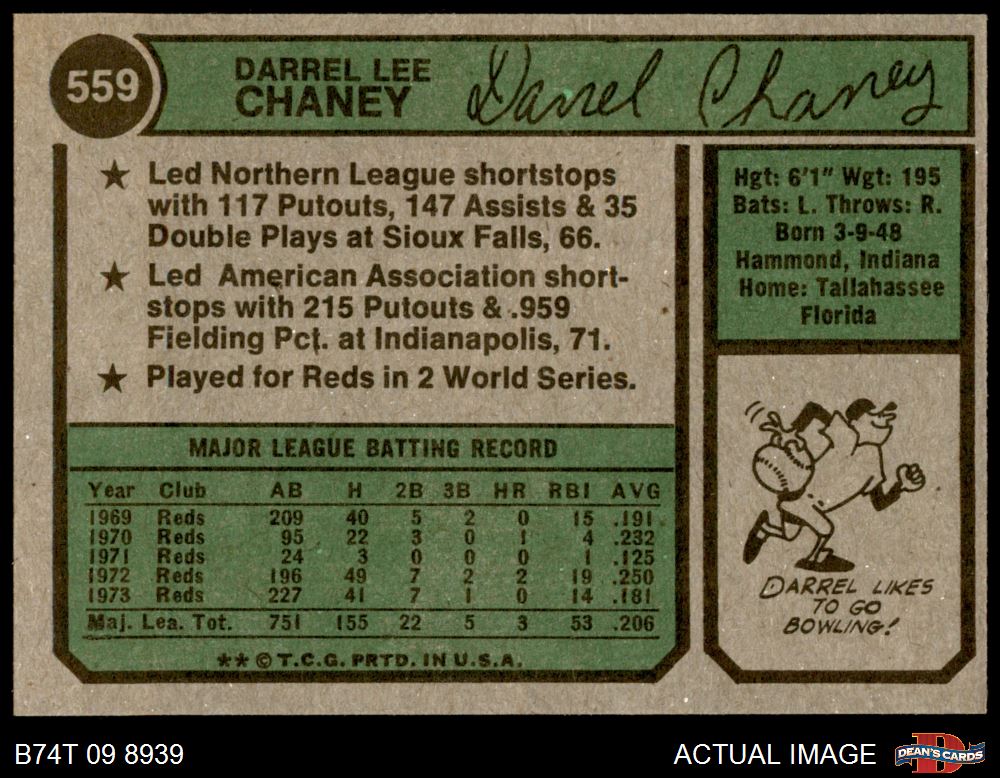 559
DARREL LEE
CHANEY
Darrel Chaney
★ Led Northern League shortstops
with 117 Putouts, 147 Assists & 35
Double Plays at Sioux Falls, 66.
★ Led American Association short-
stops with 215 Putouts & .959
Fielding Pct. at Indianapolis, 71.
★ Played for Reds in 2 World Series.
Hgt: 6'1" Wgt: 195
Bats: L. Throws: R.
Born 3-9-48
Hammond, Indiana
Home: Tallahassee
Florida
MAJOR LEAGUE BATTING RECORD
Year Club AB H 2B 3B HR RBI AVG
1969 Reds 209 40 5 2 0 15 .191
1970 Reds 95 22 3 0 1 4 .232
1971 Reds 24 3 0 0 0 1 .125
1972 Reds 196 49 7 2 2 19 .250
1973 Reds 227 41 7 1 0 14 .181
Maj. Lea. Tot. 751 155 22 5 3 53 .206
** © T.C.G. PRTD. IN U.S.A.
DARREL LIKES
TO GO
BOWLING!
B74T 09 8939
ACTUAL IMAGE
D
DEAN'S CARDS